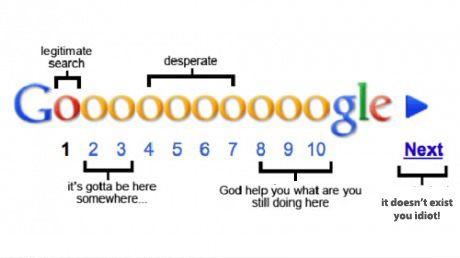 legitimate
search
desperate
Goooooooooogle
1 2 3 4 5 6 7 8 9 10 Next
it's gotta be here
somewhere...
God help you what are you
still doing here
it doesn't exist
you idiot!